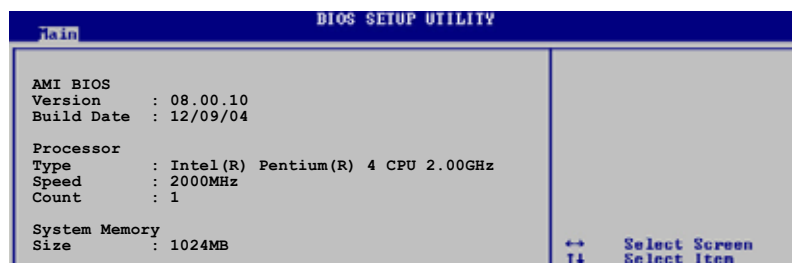 BIOS SETUP UTILITY
Main
AMI BIOS
Version : 08.00.10
Build Date : 12/09/04
Processor
Type : Intel(R) Pentium(R) 4 CPU 2.00GHz
Speed : 2000MHz
Count : 1
System Memory
Size : 1024MB
↔ Select Screen
↑↓ Select Item